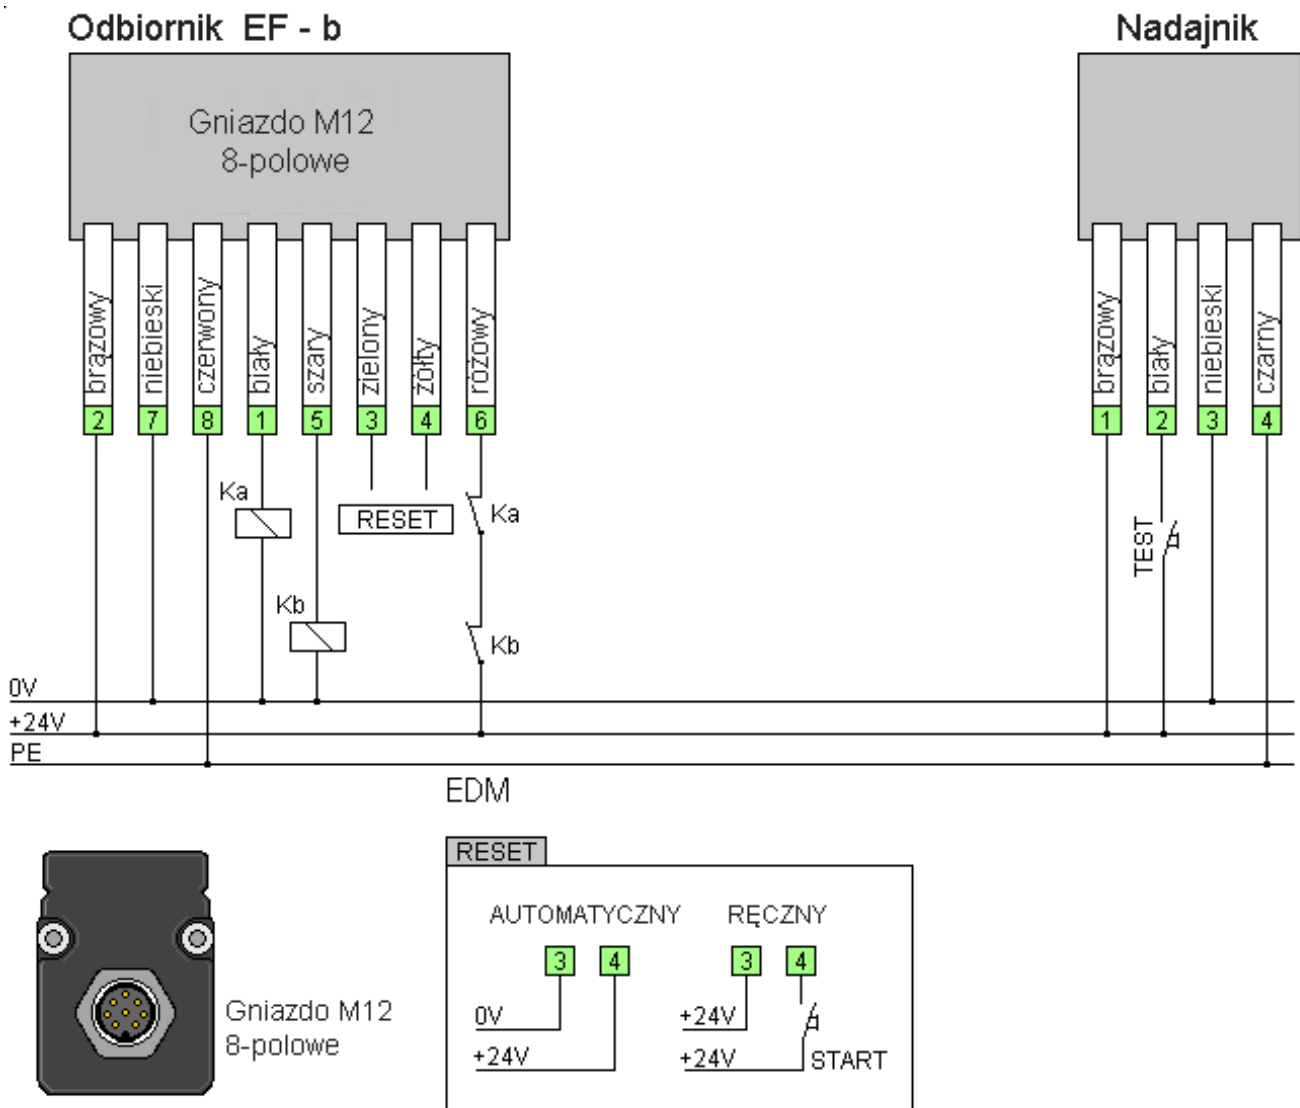 Odbiornik EF - b
Nadajnik
Gniazdo M12
8-polowe
brązowy
niebieski
czerwony
biały
szary
zielony
żółty
różowy
brązowy
biały
niebieski
czarny
2
7
8
1
5
3
4
6
1
2
3
4
Ka
RESET
Ka
TEST
Kb
Kb
0V
+24V
PE
EDM
RESET
AUTOMATYCZNY
RĘCZNY
3
4
3
4
0V
+24V
+24V
+24V
START
Gniazdo M12
8-polowe